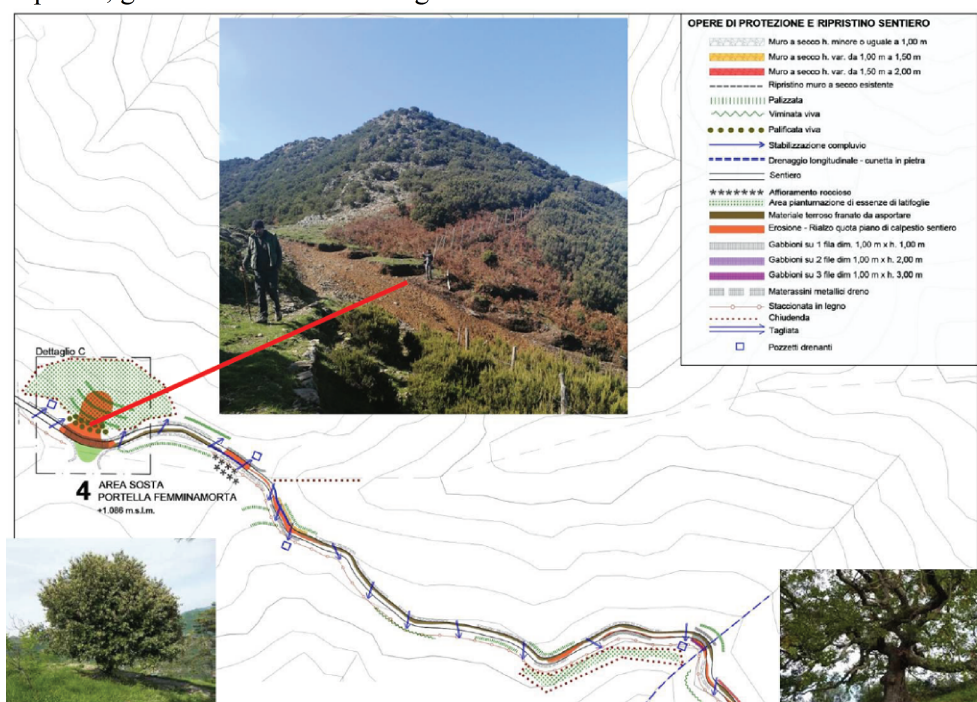 OPERE DI PROTEZIONE E RIPRISTINO SENTIERO
Muro a secco h. minore o uguale a 1,00 m
Muro a secco h. var. da 1,00 m a 1,50 m
Muro a secco h. var. da 1,50 m a 2,00 m
Ripristino muro a secco esistente
Palizzata
Viminata viva
Palificata viva
Stabilizzazione compluvio
Drenaggio longitudinale - cunetta in pietra
Sentiero
Affioramento roccioso
Area pianturnazione di essenze di latifoglie
Materiale terroso franato da asportare
Erosione - Rialzo quota piano di calpestio sentiero
Gabbioni su 1 fila dim. 1,00 m x h. 1,00 m
Gabbioni su 2 file dim 1,00 m x h. 2,00 m
Gabbioni su 3 file dim 1,00 m x h. 3,00 m
Materassini metallici dreno
Staccionata in legno
Chiudenda
Tagliata
Pozzetti drenanti
Dettaglio C
4 AREA SOSTA
PORTELLA FEMMINAMORTA
+1.086 m.s.l.m.